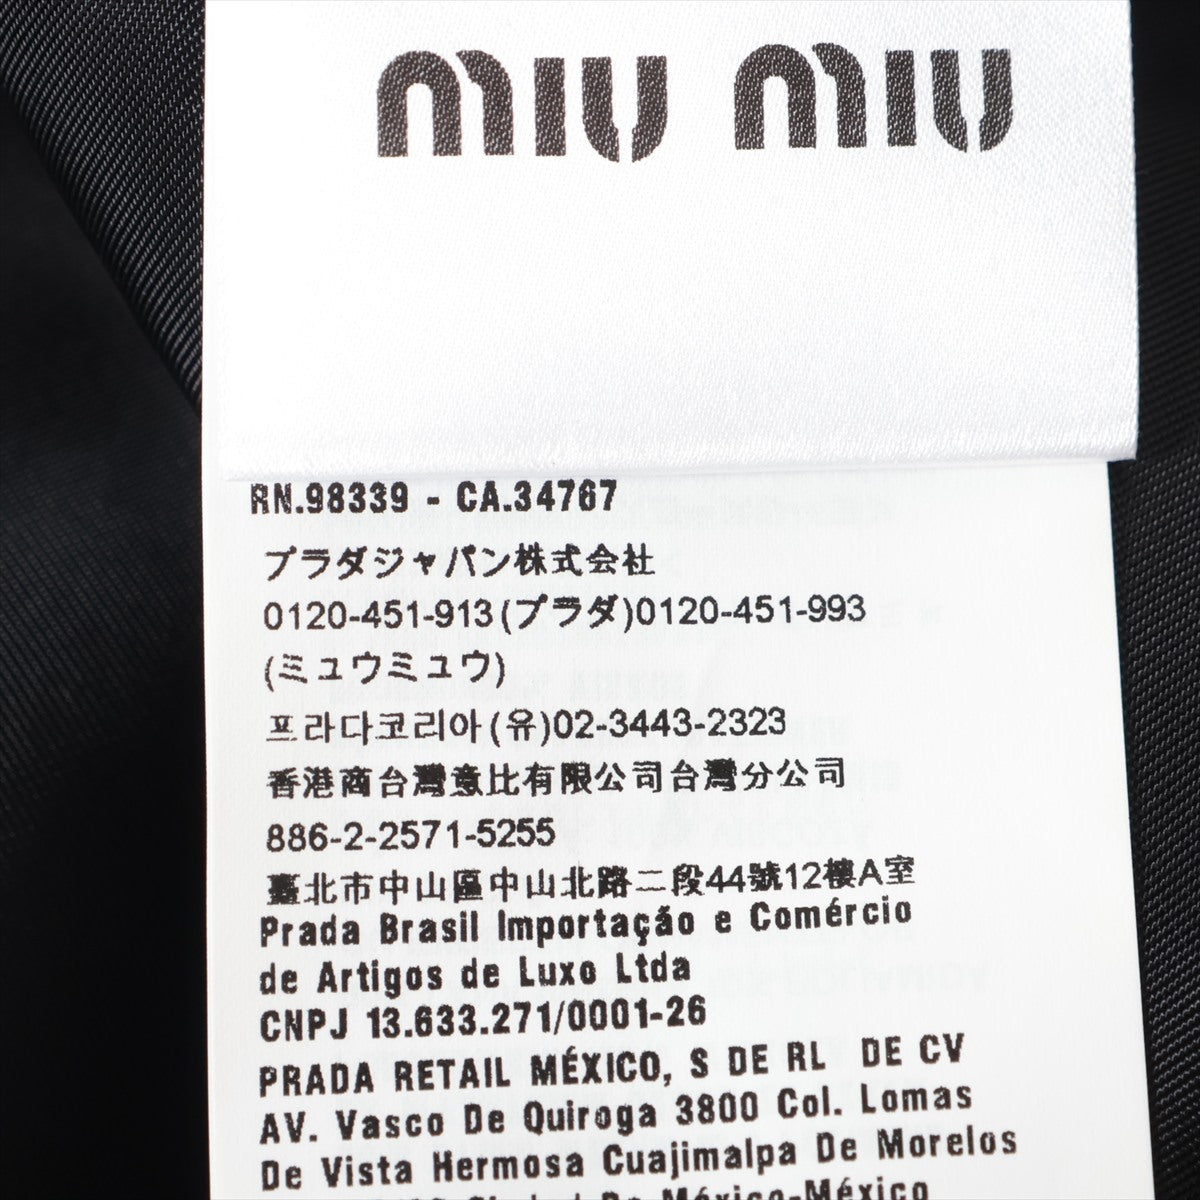 miu miu
RN.98339 - CA.34767
プラダジャパン株式会社
0120-451-913(プラダ)0120-451-993
(ミュウミュウ)
프라다코리아(유)02-3443-2323
香港商台灣意比有限公司台灣分公司
886-2-2571-5255
臺北市中山區中山北路二段44號12樓A室
Prada Brasil Importação e Comércio
de Artigos de Luxo Ltda
CNPJ 13.633.271/0001-26
PRADA RETAIL MÉXICO, S DE RL DE CV
AV. Vasco De Quiroga 3800 Col. Lomas
De Vista Hermosa Cuajimalpa De Morelos
Ciudad De México-México